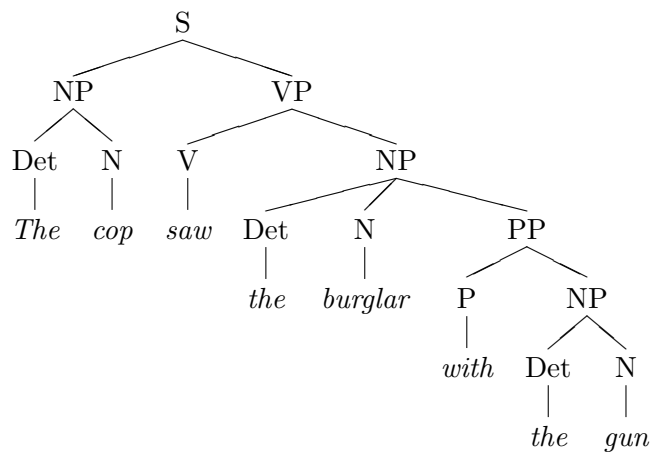 S
NP VP
Det N V NP
The cop saw Det N PP
the burglar P NP
with Det N
the gun